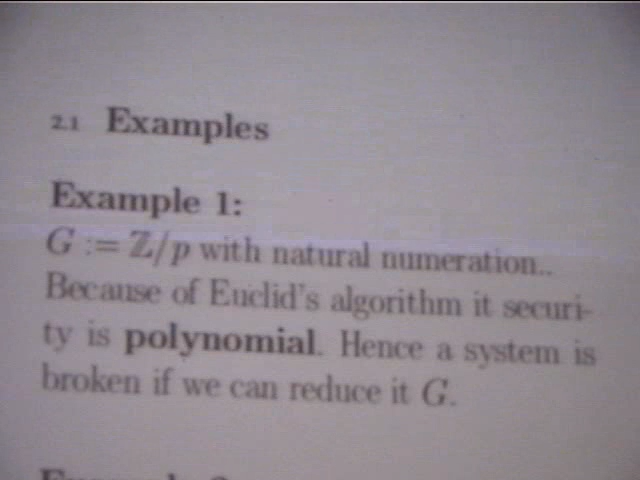 2.1 Examples
Example 1:
G := ℤ/p with natural numeration..
Because of Euclid's algorithm it securi-
ty is polynomial. Hence a system is
broken if we can reduce it G.